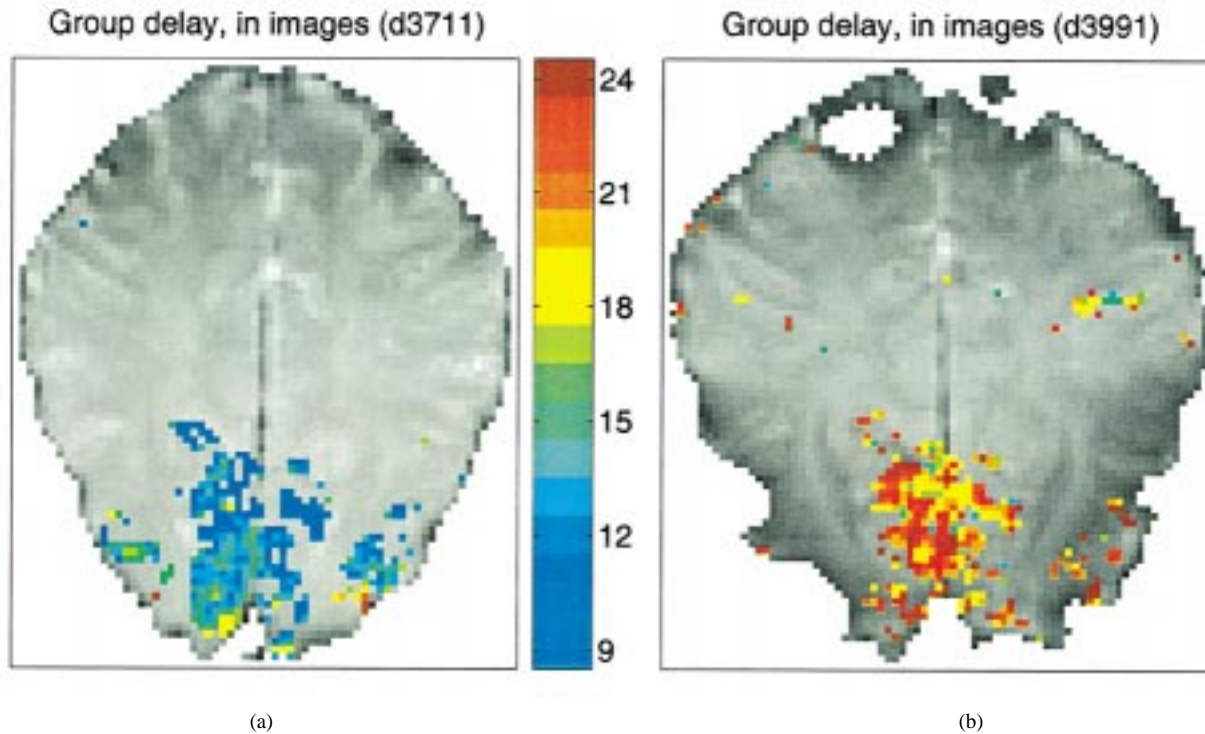 Group delay, in images (d3711)
Group delay, in images (d3991)
24
21
18
15
12
9
(a)
(b)